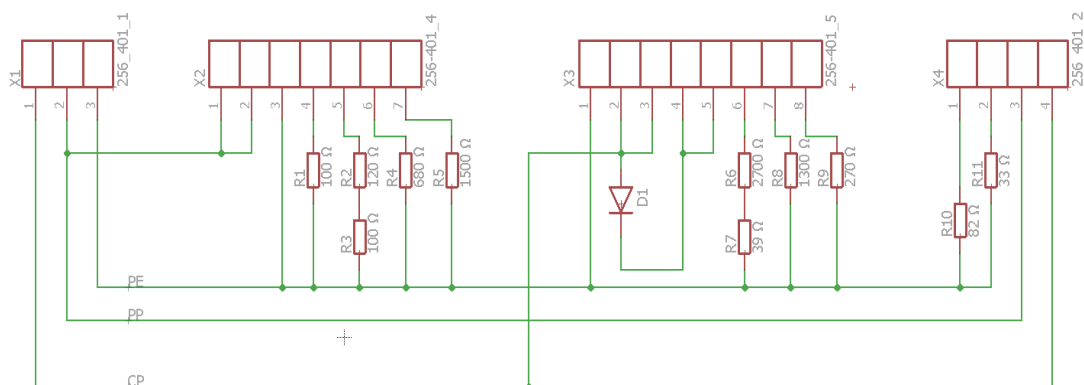 X1
256_401_1
1 2 3
X2
256-401_4
1 2 3 4 5 6 7
X3
256-401_5
1 2 3 4 5 6 7 8
X4
256_401_2
1 2 3 4
R1
100 Ω
R2
120 Ω
R4
680 Ω
R5
1500 Ω
R3
100 Ω
D1
R6
2700 Ω
R8
1300 Ω
R9
270 Ω
R7
39 Ω
R11
33 Ω
R10
82 Ω
PE
PP
CP